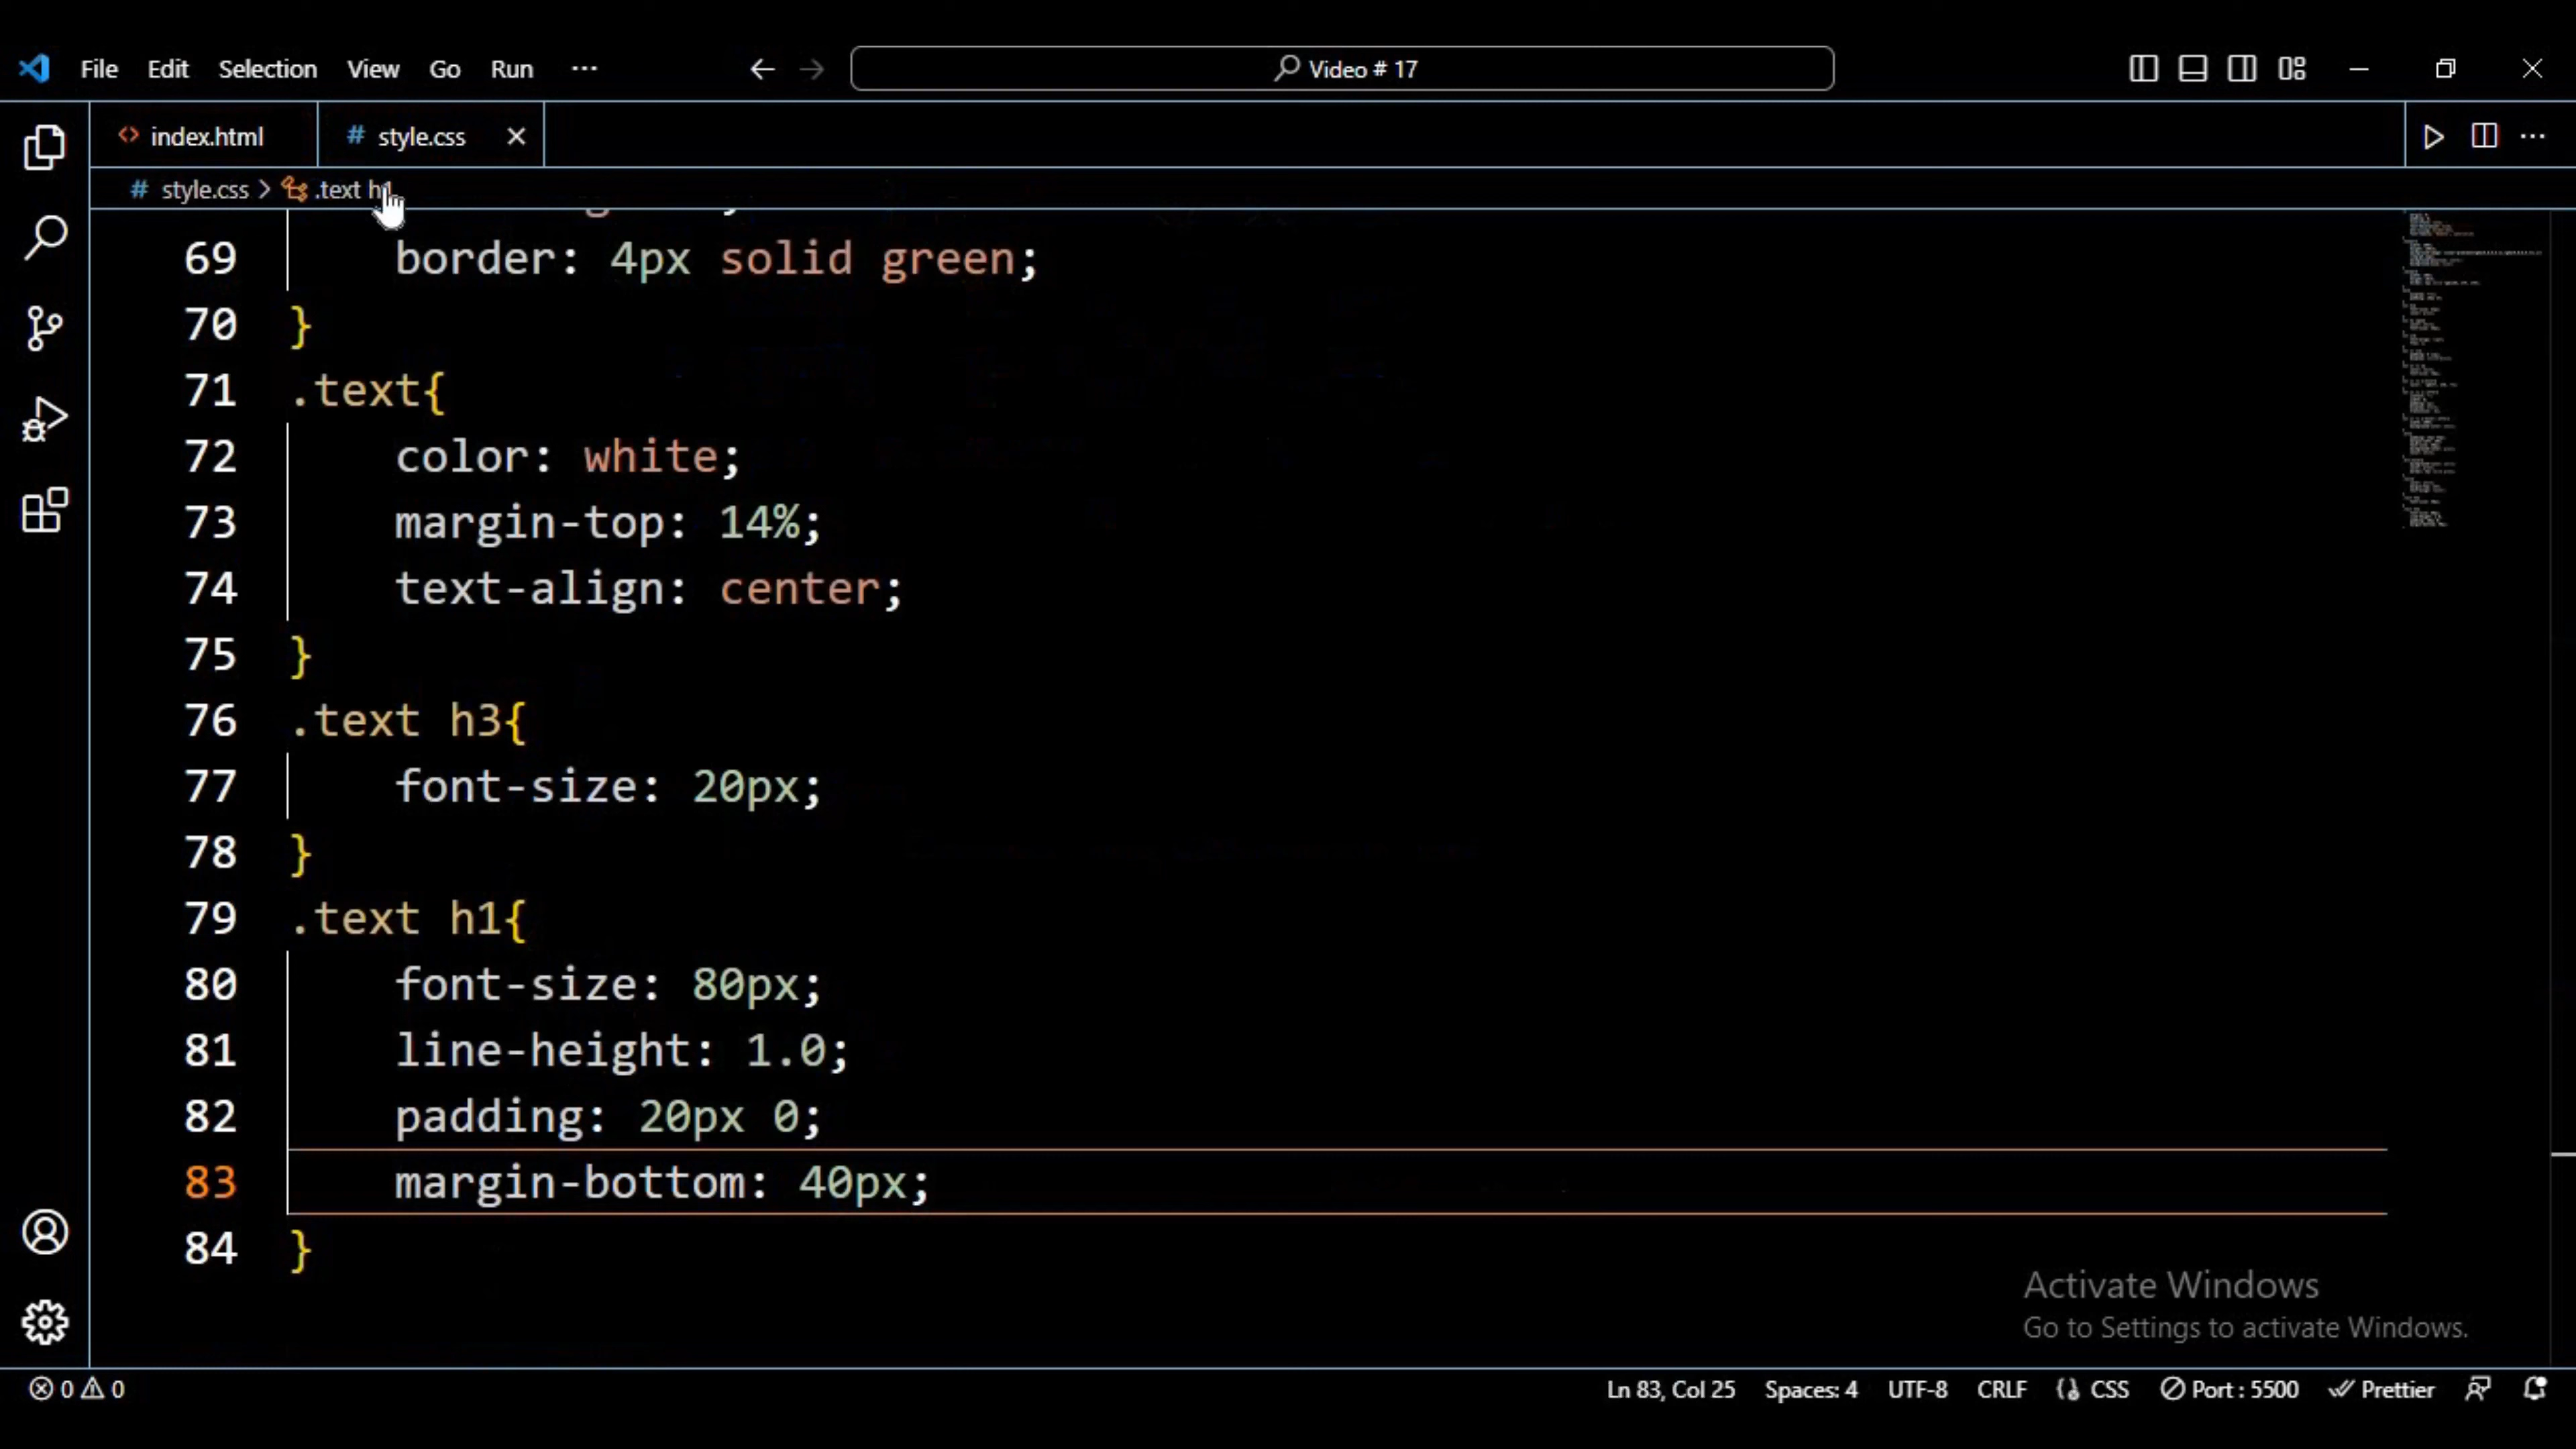 File Edit Selection View Go Run ··· Video # 17
index.html # style.css
# style.css > .text h1
69 border: 4px solid green;
70 }
71 .text{
72 color: white;
73 margin-top: 14%;
74 text-align: center;
75 }
76 .text h3{
77 font-size: 20px;
78 }
79 .text h1{
80 font-size: 80px;
81 line-height: 1.0;
82 padding: 20px 0;
83 margin-bottom: 40px;
84 }
Activate Windows
Go to Settings to activate Windows.
0 0 Ln 83, Col 25 Spaces: 4 UTF-8 CRLF CSS Port : 5500 Prettier